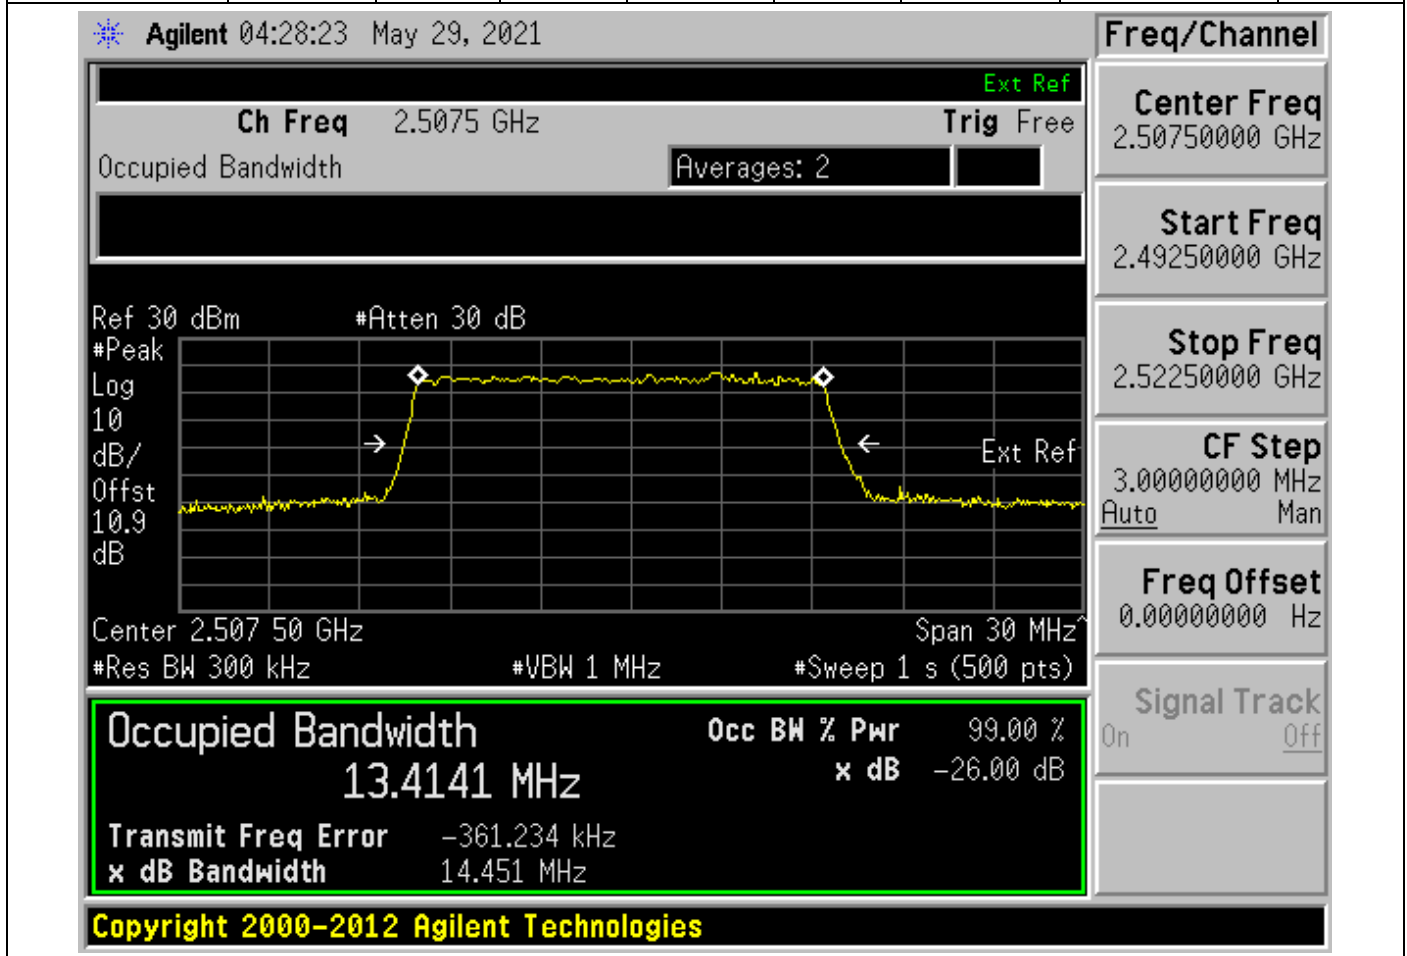 Agilent 04:28:23 May 29, 2021
Freq/Channel
Ext Ref
Ch Freq 2.5075 GHz Trig Free
Occupied Bandwidth Averages: 2
Center Freq
2.50750000 GHz
Start Freq
2.49250000 GHz
Stop Freq
2.52250000 GHz
CF Step
3.00000000 MHz
Auto Man
Freq Offset
0.00000000 Hz
Signal Track
On Off
Ref 30 dBm #Atten 30 dB
#Peak
Log
10
dB/
Offst
10.9
dB
Ext Ref
Center 2.507 50 GHz Span 30 MHz^
#Res BW 300 kHz #VBW 1 MHz #Sweep 1 s (500 pts)
Occupied Bandwidth Occ BW % Pwr 99.00 %
13.4141 MHz x dB -26.00 dB
Transmit Freq Error -361.234 kHz
x dB Bandwidth 14.451 MHz
Copyright 2000-2012 Agilent Technologies